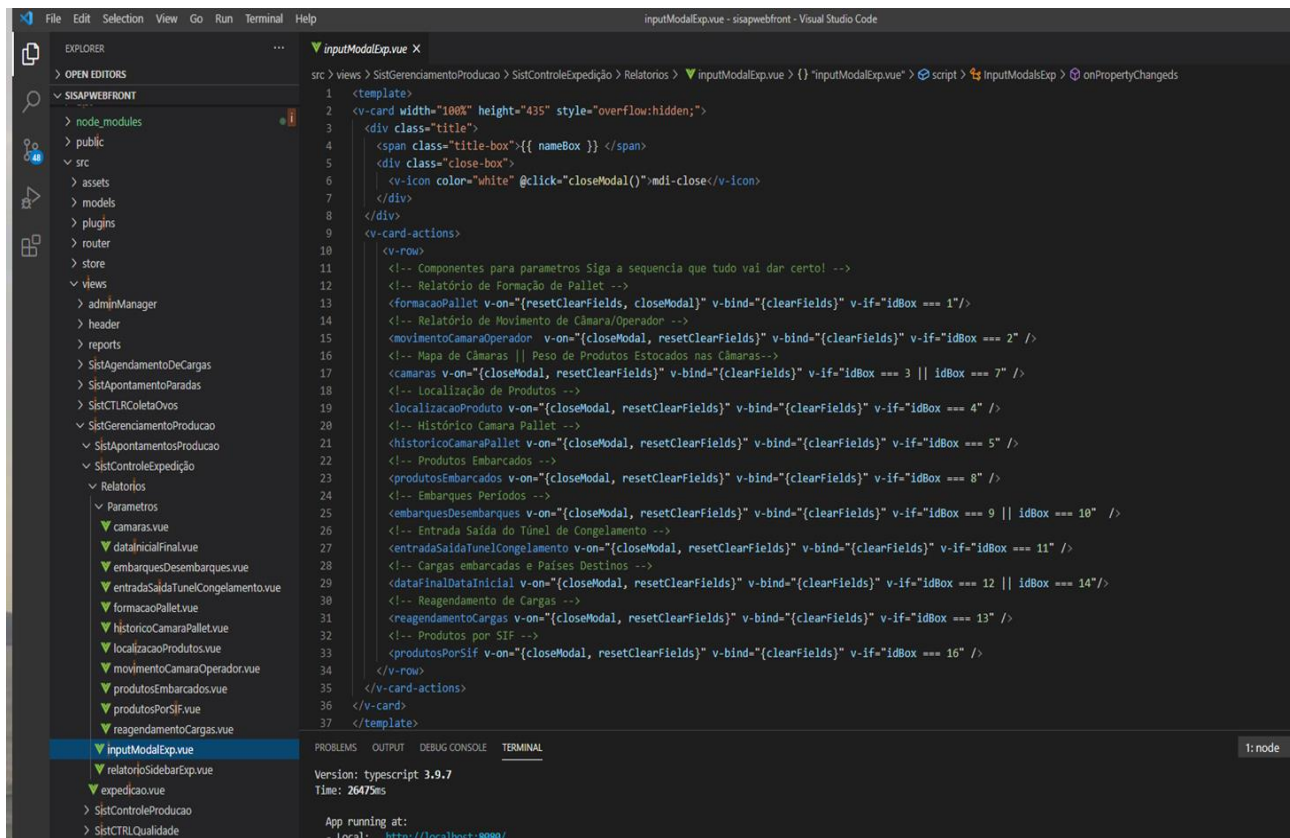 File Edit Selection View Go Run Terminal Help
inputModalExp.vue - sisapwebfront - Visual Studio Code
EXPLORER ...
> OPEN EDITORS
SISAPWEBFRONT
> node_modules
i
> public
48
src
> assets
> models
> plugins
> router
> store
views
> adminManager
> header
> reports
> SistAgendamentoDeCargas
> SistApontamentoParadas
> SistCTLRColetaOvos
SistGerenciamentoProducao
SistApontamentosProducao
SistControleExpedição
Relatorios
Parametros
camaras.vue
dataInicialFinal.vue
embarquesDesembarques.vue
entradaSaidaTunelCongelamento.vue
formacaoPallet.vue
historicoCamaraPallet.vue
localizacaoProdutos.vue
movimentoCamaraOperador.vue
produtosEmbarcados.vue
produtosPorSIF.vue
reagendamentoCargas.vue
inputModalExp.vue
relatorioSidebarExp.vue
expedicao.vue
> SistControleProducao
> SistCTRLQualidade
inputModalExp.vue ×
src > views > SistGerenciamentoProducao > SistControleExpedição > Relatorios > inputModalExp.vue > {} "inputModalExp.vue" > script > InputModalsExp > onPropertyChangeds
1 <template>
2 <v-card width="100%" height="435" style="overflow:hidden;">
3 <div class="title">
4 <span class="title-box">{{ nameBox }} </span>
5 <div class="close-box">
6 <v-icon color="white" @click="closeModal()">mdi-close</v-icon>
7 </div>
8 </div>
9 <v-card-actions>
10 <v-row>
11 <!-- Componentes para parametros Siga a sequencia que tudo vai dar certo! -->
12 <!-- Relatório de Formação de Pallet -->
13 <formacaoPallet v-on="{resetClearFields, closeModal}" v-bind="{clearFields}" v-if="idBox === 1"/>
14 <!-- Relatório de Movimento de Câmara/Operador -->
15 <movimentoCamaraOperador v-on="{closeModal, resetClearFields}" v-bind="{clearFields}" v-if="idBox === 2" />
16 <!-- Mapa de Câmaras || Peso de Produtos Estocados nas Câmaras-->
17 <camaras v-on="{closeModal, resetClearFields}" v-bind="{clearFields}" v-if="idBox === 3 || idBox === 7" />
18 <!-- Localização de Produtos -->
19 <localizacaoProduto v-on="{closeModal, resetClearFields}" v-bind="{clearFields}" v-if="idBox === 4" />
20 <!-- Histórico Camara Pallet -->
21 <historicoCamaraPallet v-on="{closeModal, resetClearFields}" v-bind="{clearFields}" v-if="idBox === 5" />
22 <!-- Produtos Embarcados -->
23 <produtosEmbarcados v-on="{closeModal, resetClearFields}" v-bind="{clearFields}" v-if="idBox === 8" />
24 <!-- Embarques Períodos -->
25 <embarquesDesembarques v-on="{closeModal, resetClearFields}" v-bind="{clearFields}" v-if="idBox === 9 || idBox === 10" />
26 <!-- Entrada Saída do Túnel de Congelamento -->
27 <entradaSaidaTunelCongelamento v-on="{closeModal, resetClearFields}" v-bind="{clearFields}" v-if="idBox === 11" />
28 <!-- Cargas embarcadas e Países Destinos -->
29 <dataFinalDataInicial v-on="{closeModal, resetClearFields}" v-bind="{clearFields}" v-if="idBox === 12 || idBox === 14"/>
30 <!-- Reagendamento de Cargas -->
31 <reagendamentoCargas v-on="{closeModal, resetClearFields}" v-bind="{clearFields}" v-if="idBox === 13" />
32 <!-- Produtos por SIF -->
33 <produtosPorSif v-on="{closeModal, resetClearFields}" v-bind="{clearFields}" v-if="idBox === 16" />
34 </v-row>
35 </v-card-actions>
36 </v-card>
37 </template>
PROBLEMS OUTPUT DEBUG CONSOLE TERMINAL
1: node
Version: typescript 3.9.7
Time: 26475ms
App running at:
- Local: http://localhost:8080/